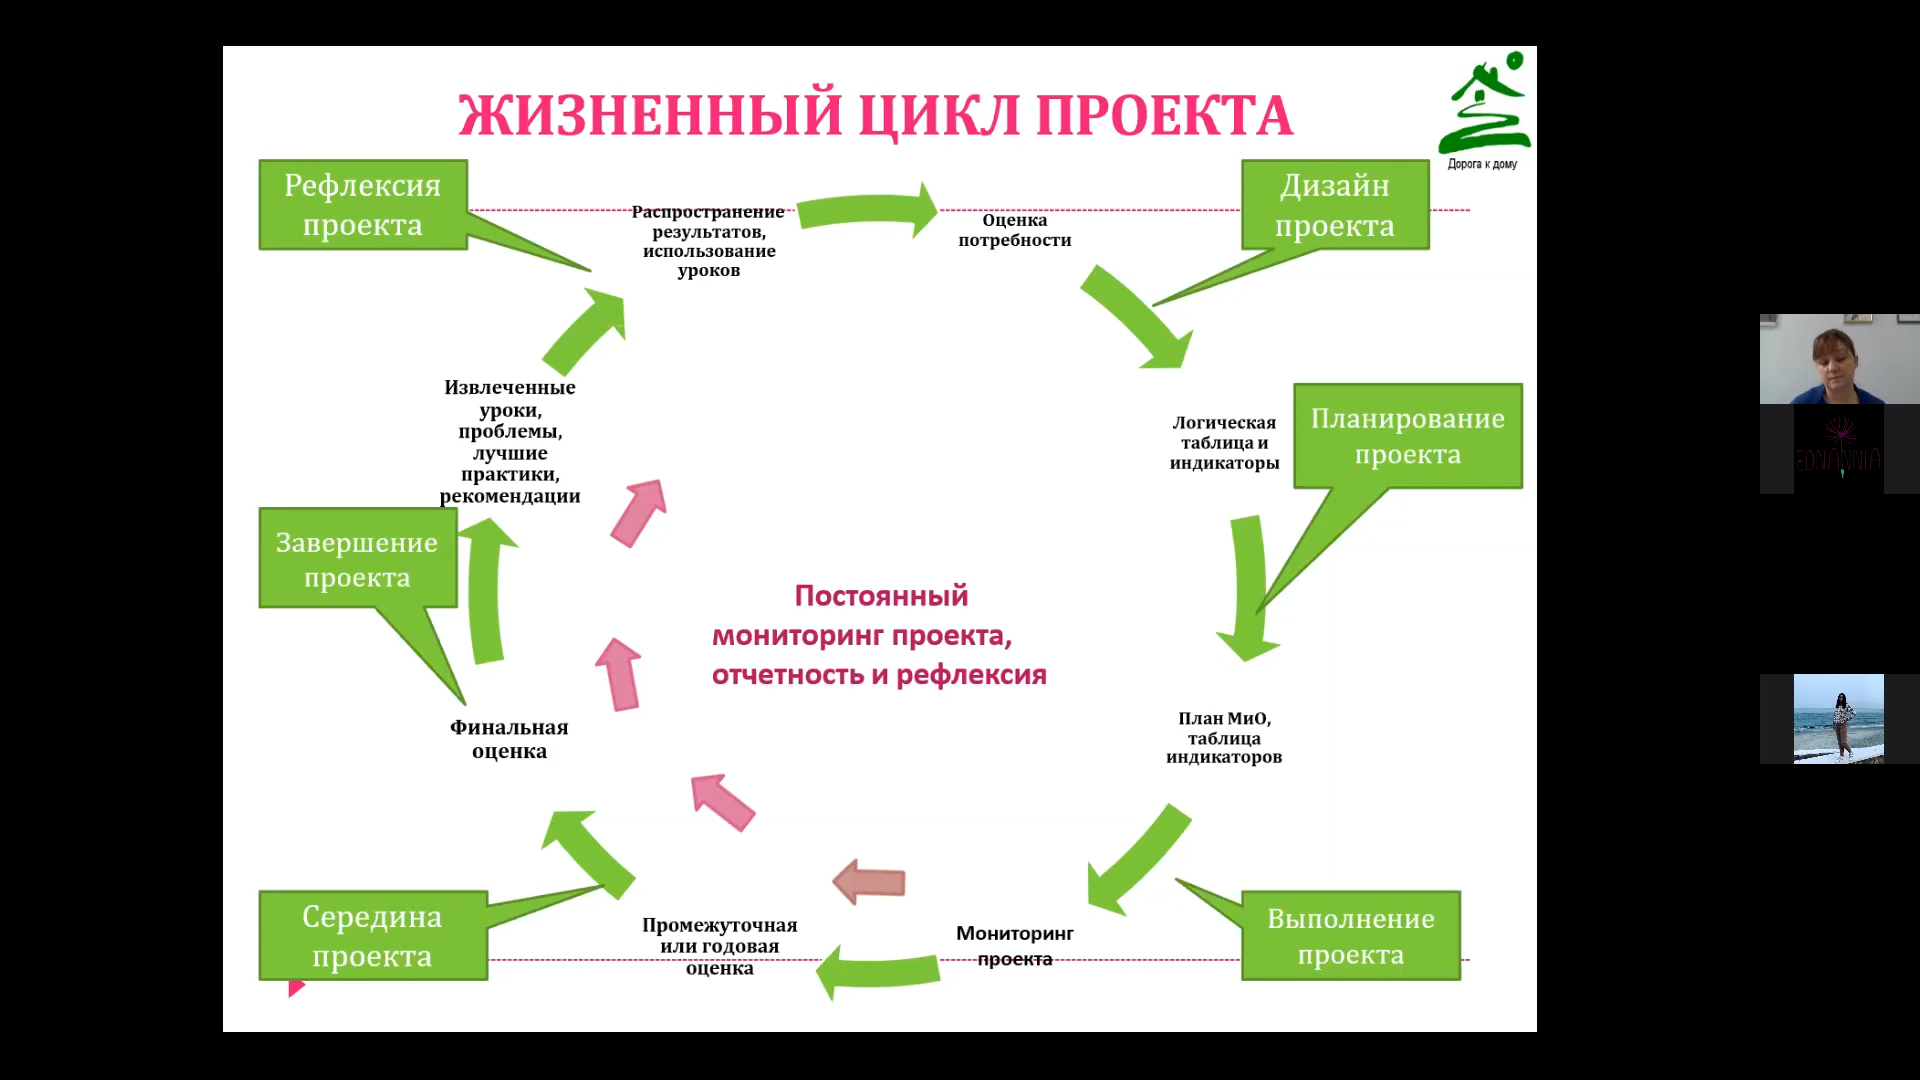 ЖИЗНЕННЫЙ ЦИКЛ ПРОЕКТА
Дорога к дому
Рефлексия
проекта
Распространение
результатов,
использование
уроков
Оценка
потребности
Дизайн
проекта
Извлеченные
уроки,
проблемы,
лучшие
практики,
рекомендации
Логическая
таблица и
индикаторы
Планирование
проекта
Завершение
проекта
Постоянный
мониторинг проекта,
отчетность и рефлексия
Финальная
оценка
План МиО,
таблица
индикаторов
Середина
проекта
Промежуточная
или годовая
оценка
Мониторинг
проекта
Выполнение
проекта
EDNANNIA